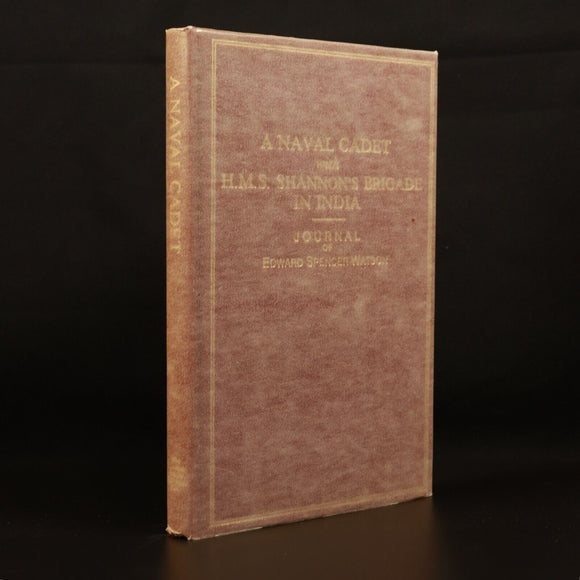 A NAVAL CADET
with
H.M.S. SHANNON'S BRIGADE
IN INDIA
JOURNAL
OF
EDWARD SPENCER WATSON
A NAVAL CADET